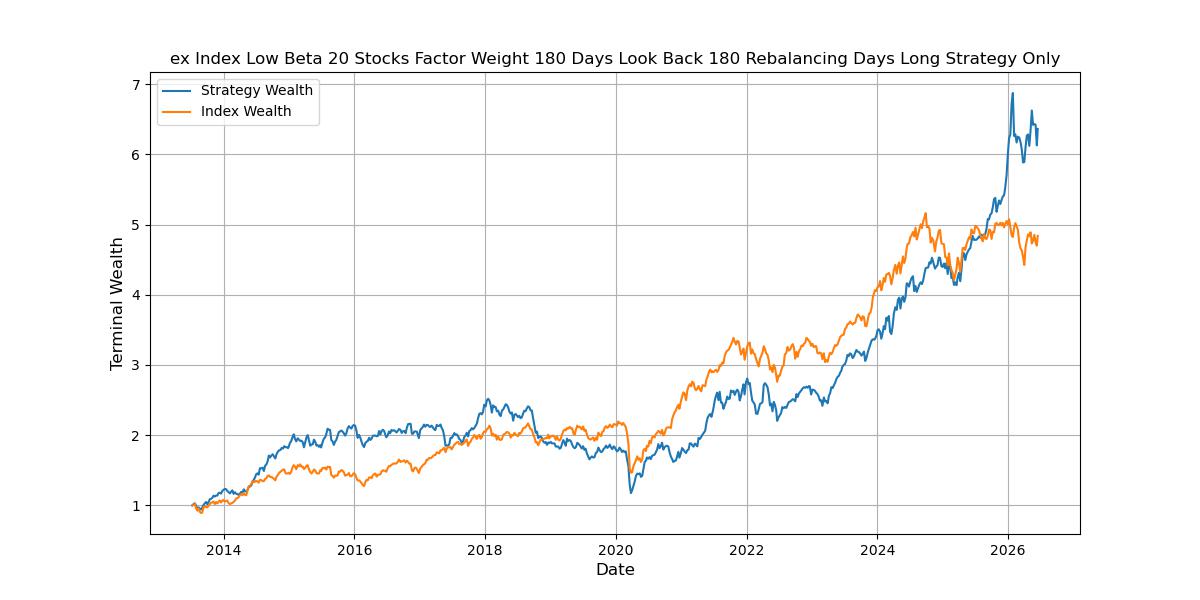 ex Index Low Beta 20 Stocks Factor Weight 180 Days Look Back 180 Rebalancing Days Long Strategy Only
Strategy Wealth
Index Wealth
Terminal Wealth
7
6
5
4
3
2
1
2014 2016 2018 2020 2022 2024 2026
Date